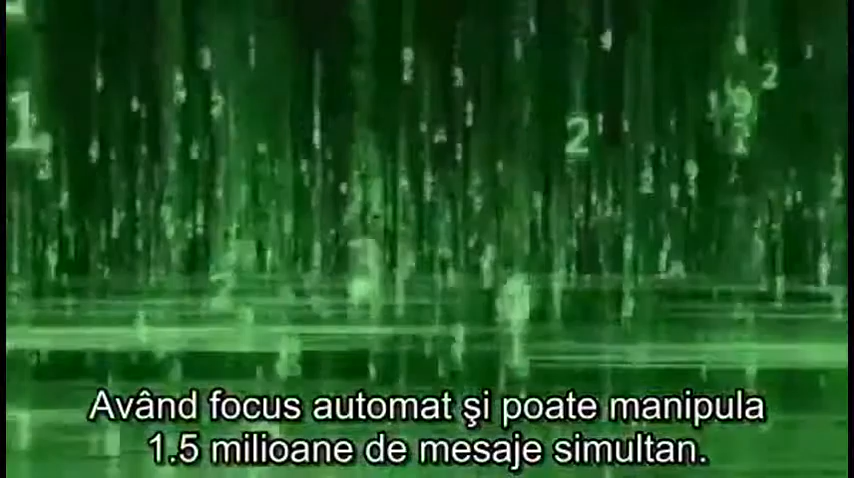 Având focus automat şi poate manipula
1.5 milioane de mesaje simultan.